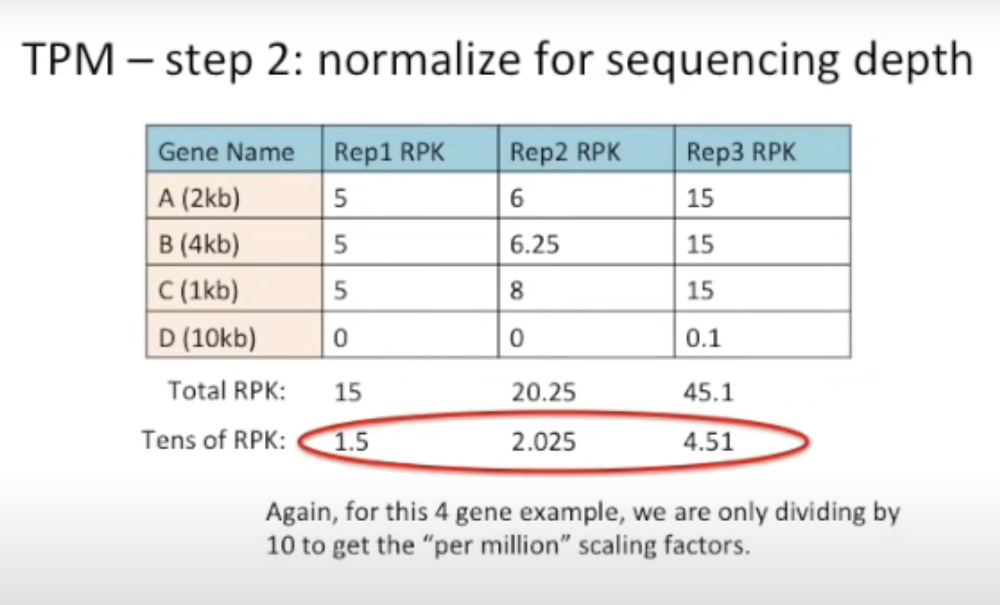 TPM – step 2: normalize for sequencing depth
Gene Name Rep1 RPK Rep2 RPK Rep3 RPK
A (2kb) 5 6 15
B (4kb) 5 6.25 15
C (1kb) 5 8 15
D (10kb) 0 0 0.1
Total RPK: 15 20.25 45.1
Tens of RPK: 1.5 2.025 4.51
Again, for this 4 gene example, we are only dividing by
10 to get the “per million” scaling factors.